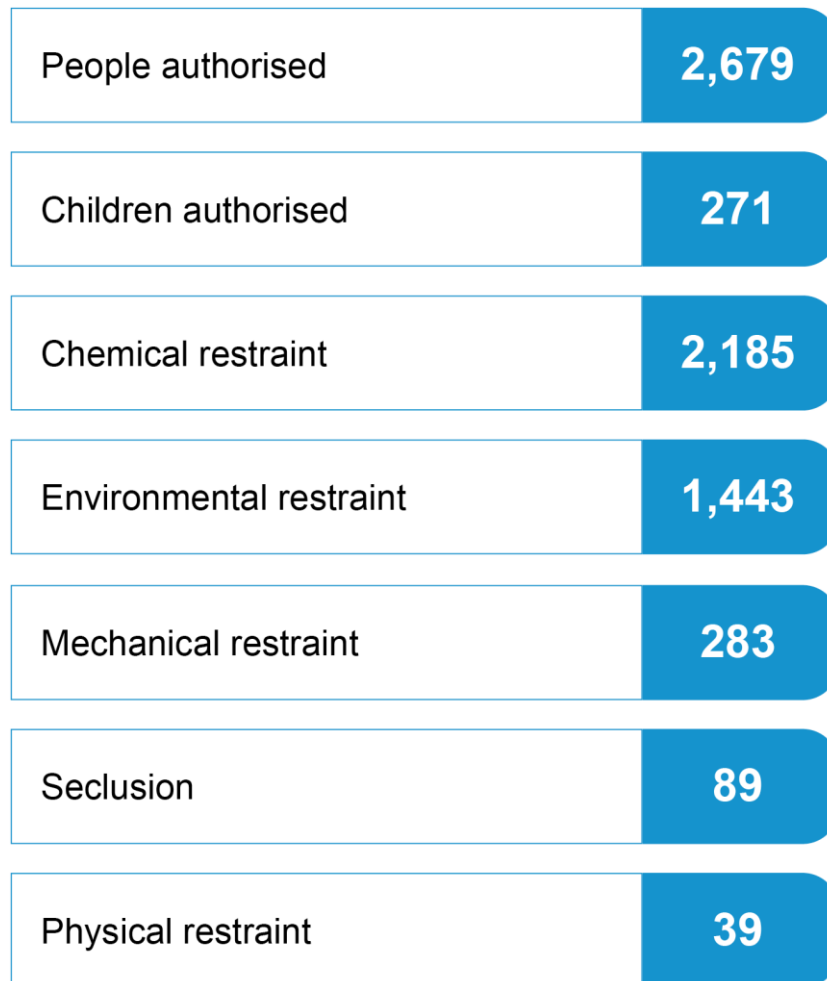 People authorised 2,679
Children authorised 271
Chemical restraint 2,185
Environmental restraint 1,443
Mechanical restraint 283
Seclusion 89
Physical restraint 39